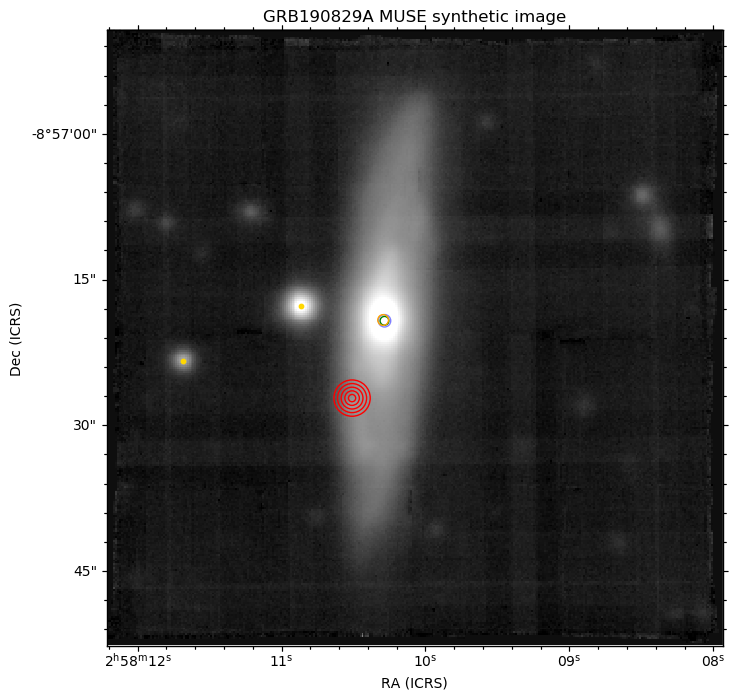 GRB190829A MUSE synthetic image
-8°57'00"
15"
30"
45"
Dec (ICRS)
2h58m12s 11s 10s 09s 08s
RA (ICRS)